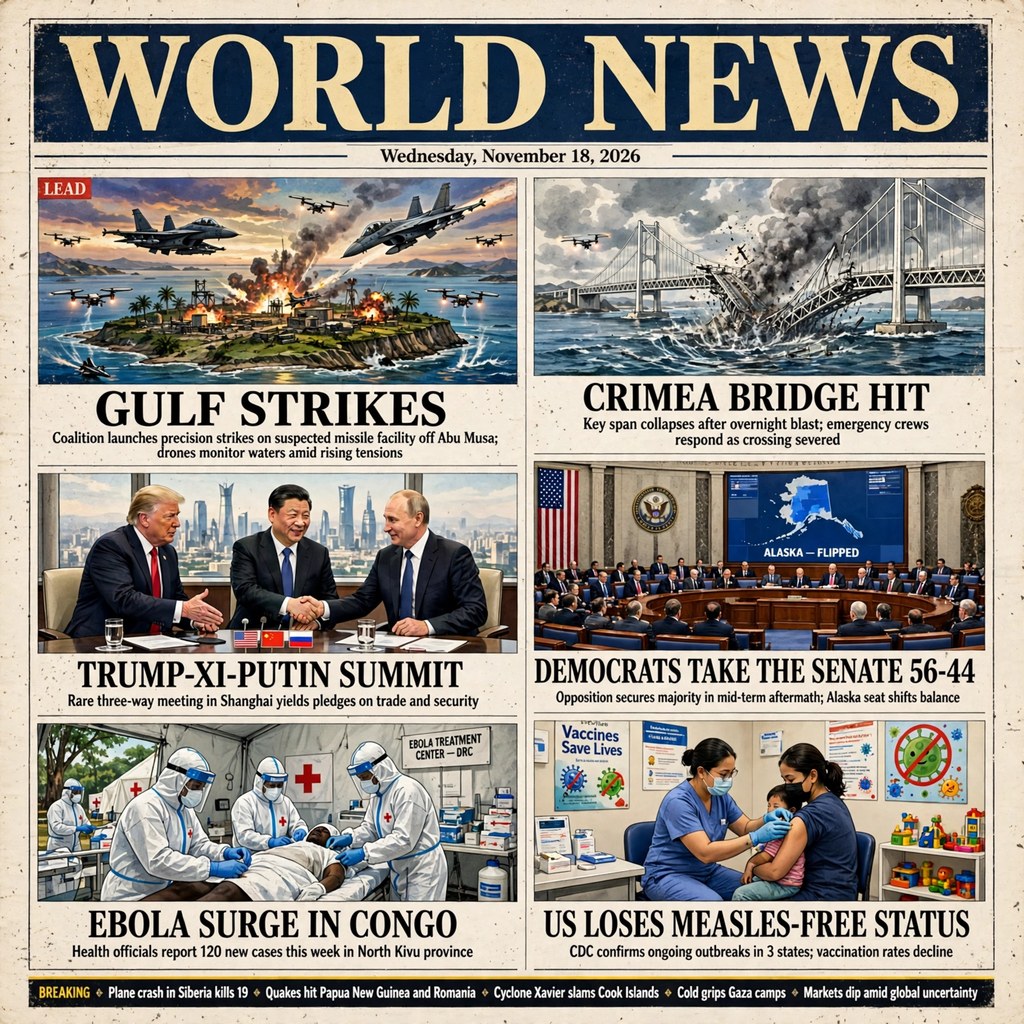 WORLD NEWS
Wednesday, November 18, 2026
LEAD
GULF STRIKES
Coalition launches precision strikes on suspected missile facility off Abu Musa;
drones monitor waters amid rising tensions
CRIMEA BRIDGE HIT
Key span collapses after overnight blast; emergency crews
respond as crossing severed
TRUMP-XI-PUTIN SUMMIT
Rare three-way meeting in Shanghai yields pledges on trade and security
ALASKA — FLIPPED
DEMOCRATS TAKE THE SENATE 56-44
Opposition secures majority in mid-term aftermath; Alaska seat shifts balance
EBOLA TREATMENT
CENTER — DRC
EBOLA SURGE IN CONGO
Health officials report 120 new cases this week in North Kivu province
Vaccines
Save Lives
US LOSES MEASLES-FREE STATUS
CDC confirms ongoing outbreaks in 3 states; vaccination rates decline
BREAKING ⬥ Plane crash in Siberia kills 19 ⬥ Quakes hit Papua New Guinea and Romania ⬥ Cyclone Xavier slams Cook Islands ⬥ Cold grips Gaza camps ⬥ Markets dip amid global uncertainty